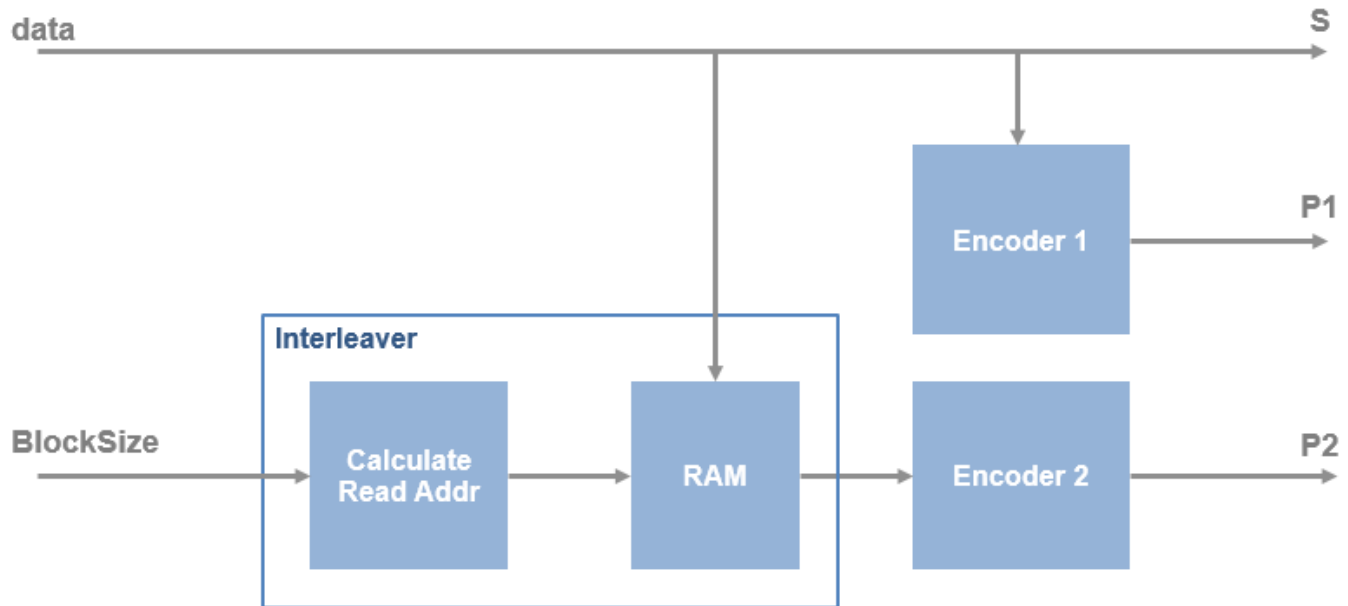 data
S
Encoder 1
P1
Interleaver
BlockSize
Calculate
Read Addr
RAM
Encoder 2
P2